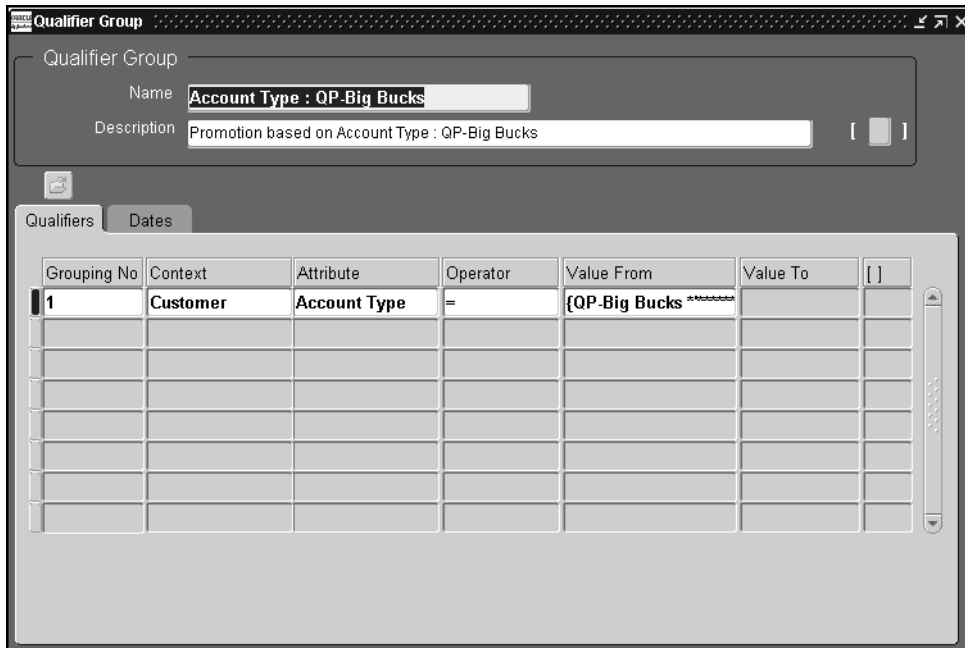 ORACLE
Qualifier Group
Qualifier Group
Name Account Type : QP-Big Bucks
Description Promotion based on Account Type : QP-Big Bucks [ ]
Qualifiers Dates
Grouping No Context Attribute Operator Value From Value To [ ]
1 Customer Account Type = {QP-Big Bucks *******